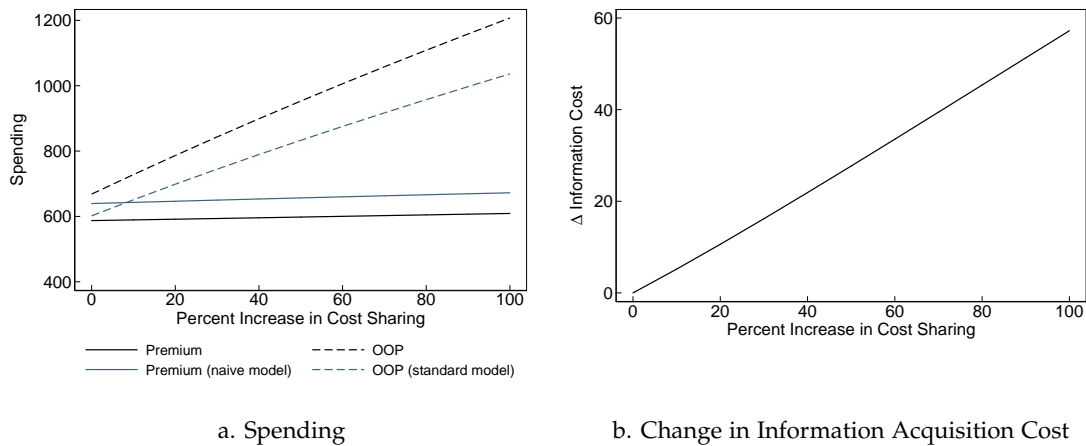 1200
1000
800
600
400
Spending
0 20 40 60 80 100
Percent Increase in Cost Sharing
Premium OOP
Premium (naive model) OOP (standard model)
a. Spending
60
40
20
0
Δ Information Cost
0 20 40 60 80 100
Percent Increase in Cost Sharing
b. Change in Information Acquisition Cost